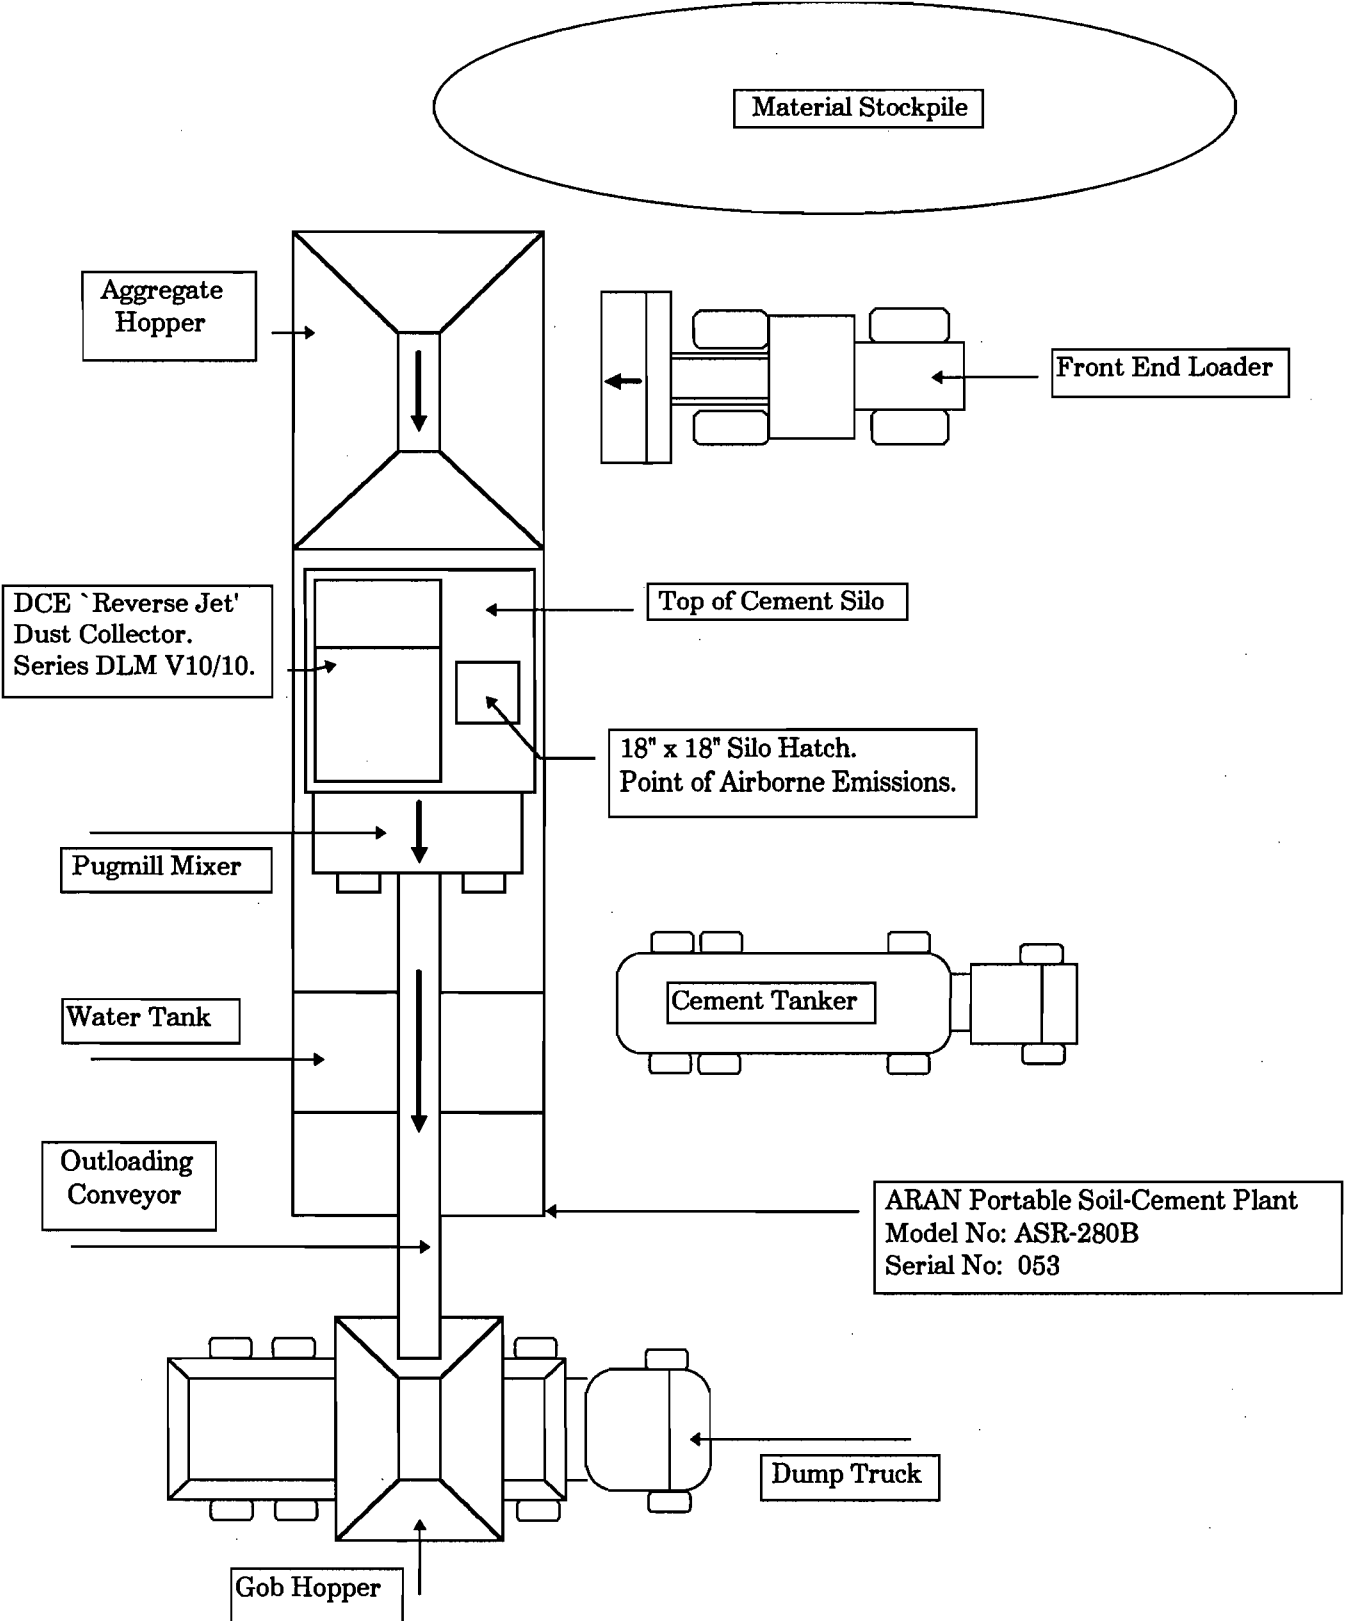 Material Stockpile
Aggregate
Hopper
Front End Loader
DCE `Reverse Jet'
Dust Collector.
Series DLM V10/10.
Top of Cement Silo
18" x 18" Silo Hatch.
Point of Airborne Emissions.
Pugmill Mixer
Water Tank
Cement Tanker
Outloading
Conveyor
ARAN Portable Soil-Cement Plant
Model No: ASR-280B
Serial No: 053
Dump Truck
Gob Hopper